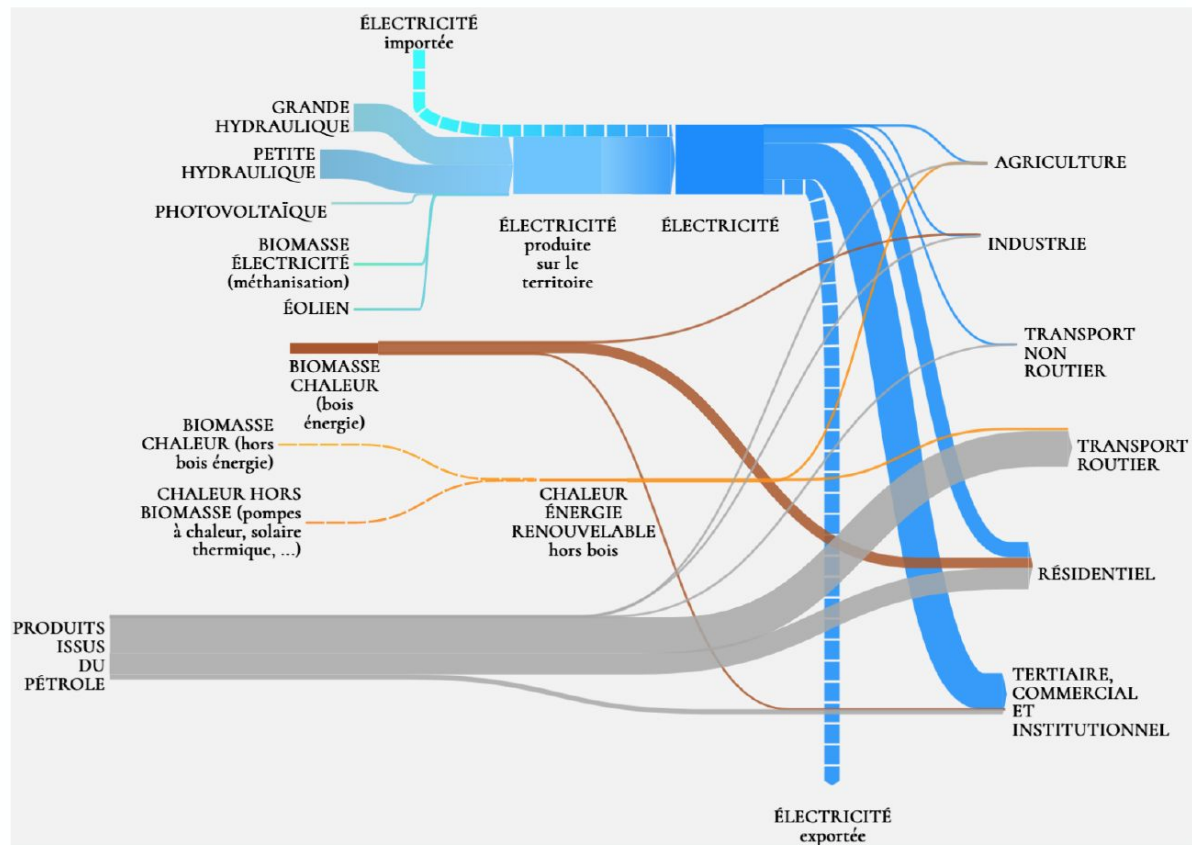 ÉLECTRICITÉ
importée
GRANDE
HYDRAULIQUE
PETITE
HYDRAULIQUE
PHOTOVOLTAÏQUE
BIOMASSE
ÉLECTRICITÉ
(méthanisation)
ÉOLIEN
ÉLECTRICITÉ
produite
sur le
territoire
ÉLECTRICITÉ
AGRICULTURE
INDUSTRIE
TRANSPORT
NON
ROUTIER
BIOMASSE
CHALEUR
(bois
énergie)
BIOMASSE
CHALEUR (hors
bois énergie)
CHALEUR HORS
BIOMASSE (pompes
à chaleur, solaire
thermique, ...)
CHALEUR
ÉNERGIE
RENOUVELABLE
hors bois
TRANSPORT
ROUTIER
RÉSIDENTIEL
PRODUITS
ISSUS
DU
PÉTROLE
TERTIAIRE,
COMMERCIAL
ET
INSTITUTIONNEL
ÉLECTRICITÉ
exportée